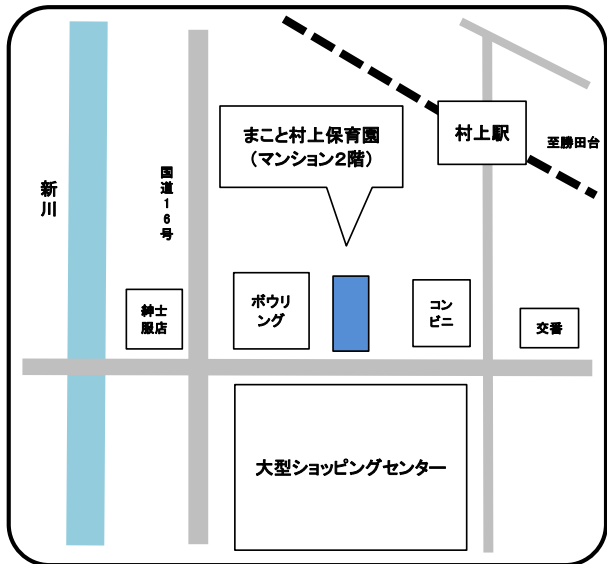 まこと村上保育園
(マンション2階)
村上駅
至勝田台
新川
国道16号
紳士
服店
ボウリ
ング
コン
ビニ
交番
大型ショッピングセンター